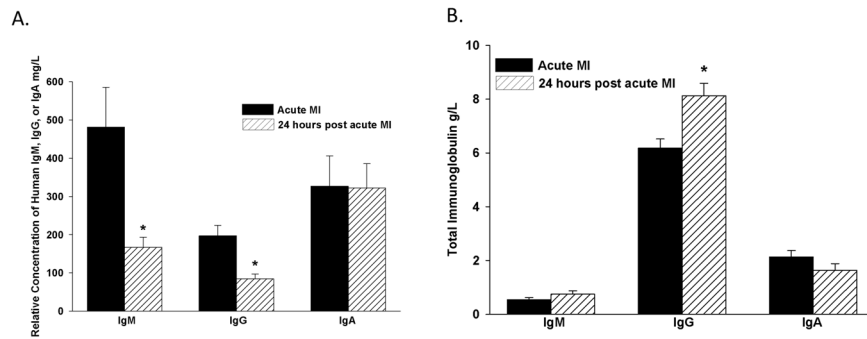 A.
Relative Concentration of Human IgM, IgG, or IgA mg/L
600
500
400
300
200
100
0
Acute MI
24 hours post acute MI
*
*
IgM
IgG
IgA
B.
Total Immunoglobulin g/L
10
8
6
4
2
0
Acute MI
24 hours post acute MI
*
IgM
IgG
IgA